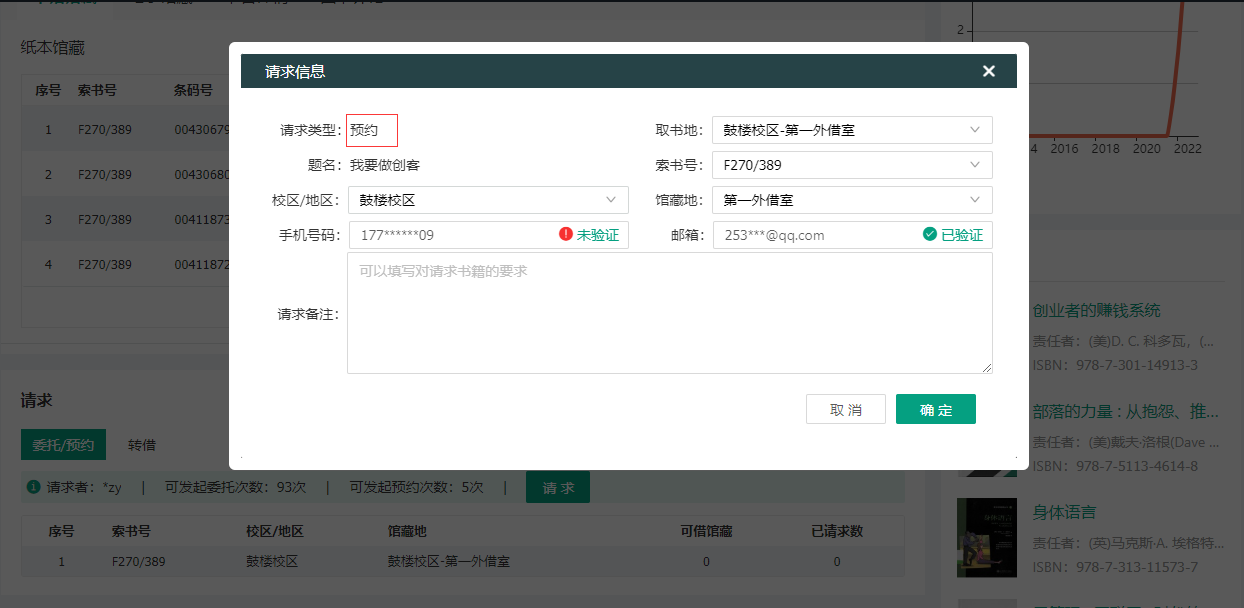 纸本馆藏
序号 索书号 条码号
1 F270/389 00430679
2 F270/389 00430680
3 F270/389 00411873
4 F270/389 00411872
请求信息
请求类型： 预约 取书地： 鼓楼校区-第一外借室
题名： 我要做创客 索书号： F270/389
校区/地区： 鼓楼校区 馆藏地： 第一外借室
手机号码： 177******09 未验证 邮箱： 253***@qq.com 已验证
请求备注： 可以填写对请求书籍的要求
取 消 确 定
2
4 2016 2018 2020 2022
请求
委托/预约 转借
请求者：*zy | 可发起委托次数：93次 | 可发起预约次数：5次 | 请 求
序号 索书号 校区/地区 馆藏地 可借馆藏 已请求数
1 F270/389 鼓楼校区 鼓楼校区-第一外借室 0 0
创业者的赚钱系统
责任者：(美)D. C. 科多瓦，(...
ISBN：978-7-301-14913-3
部落的力量 : 从抱怨、推...
责任者：(美)戴夫·洛根(Dave ...
ISBN：978-7-5113-4614-8
身体语言
责任者：(英)马克斯·A. 埃格特...
ISBN：978-7-313-11573-7